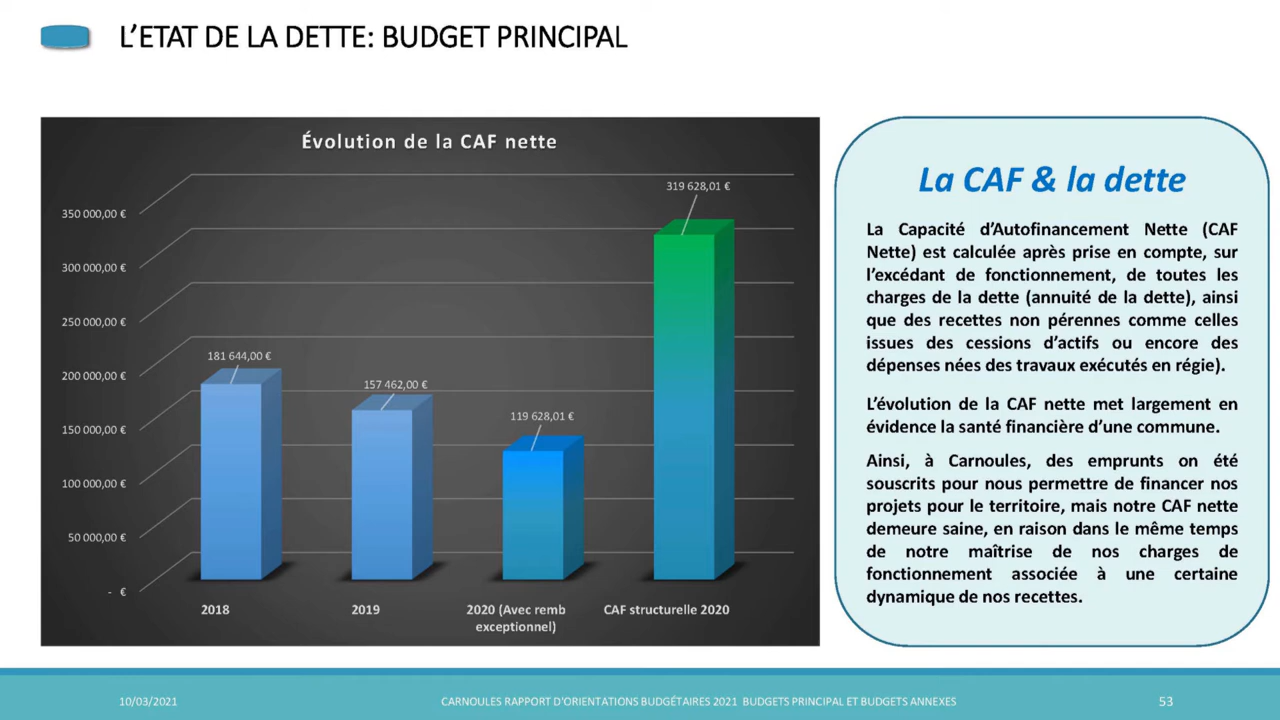 L’ETAT DE LA DETTE: BUDGET PRINCIPAL
Évolution de la CAF nette
350 000,00 €
300 000,00 €
250 000,00 €
200 000,00 €
150 000,00 €
100 000,00 €
50 000,00 €
- €
181 644,00 €
157 462,00 €
119 628,01 €
319 628,01 €
2018
2019
2020 (Avec remb
exceptionnel)
CAF structurelle 2020
La CAF & la dette
La Capacité d’Autofinancement Nette (CAF
Nette) est calculée après prise en compte, sur
l’excédant de fonctionnement, de toutes les
charges de la dette (annuité de la dette), ainsi
que des recettes non pérennes comme celles
issues des cessions d’actifs ou encore des
dépenses nées des travaux exécutés en régie).
L’évolution de la CAF nette met largement en
évidence la santé financière d’une commune.
Ainsi, à Carnoules, des emprunts on été
souscrits pour nous permettre de financer nos
projets pour le territoire, mais notre CAF nette
demeure saine, en raison dans le même temps
de notre maîtrise de nos charges de
fonctionnement associée à une certaine
dynamique de nos recettes.
10/03/2021
CARNOULES RAPPORT D'ORIENTATIONS BUDGÉTAIRES 2021 BUDGETS PRINCIPAL ET BUDGETS ANNEXES
53